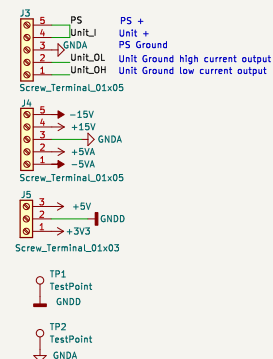 J3
5 PS PS +
4 Unit_I Unit +
3 GNDA PS Ground
2 Unit_OL Unit Ground high current output
1 Unit_OH Unit Ground low current output
Screw_Terminal_01x05
J4
5 -15V
4 +15V
3 GNDA
2 +5VA
1 -5VA
Screw_Terminal_01x05
J5
3 +5V
2 GNDD
1 +3V3
Screw_Terminal_01x03
TP1
TestPoint
GNDD
TP2
TestPoint
GNDA